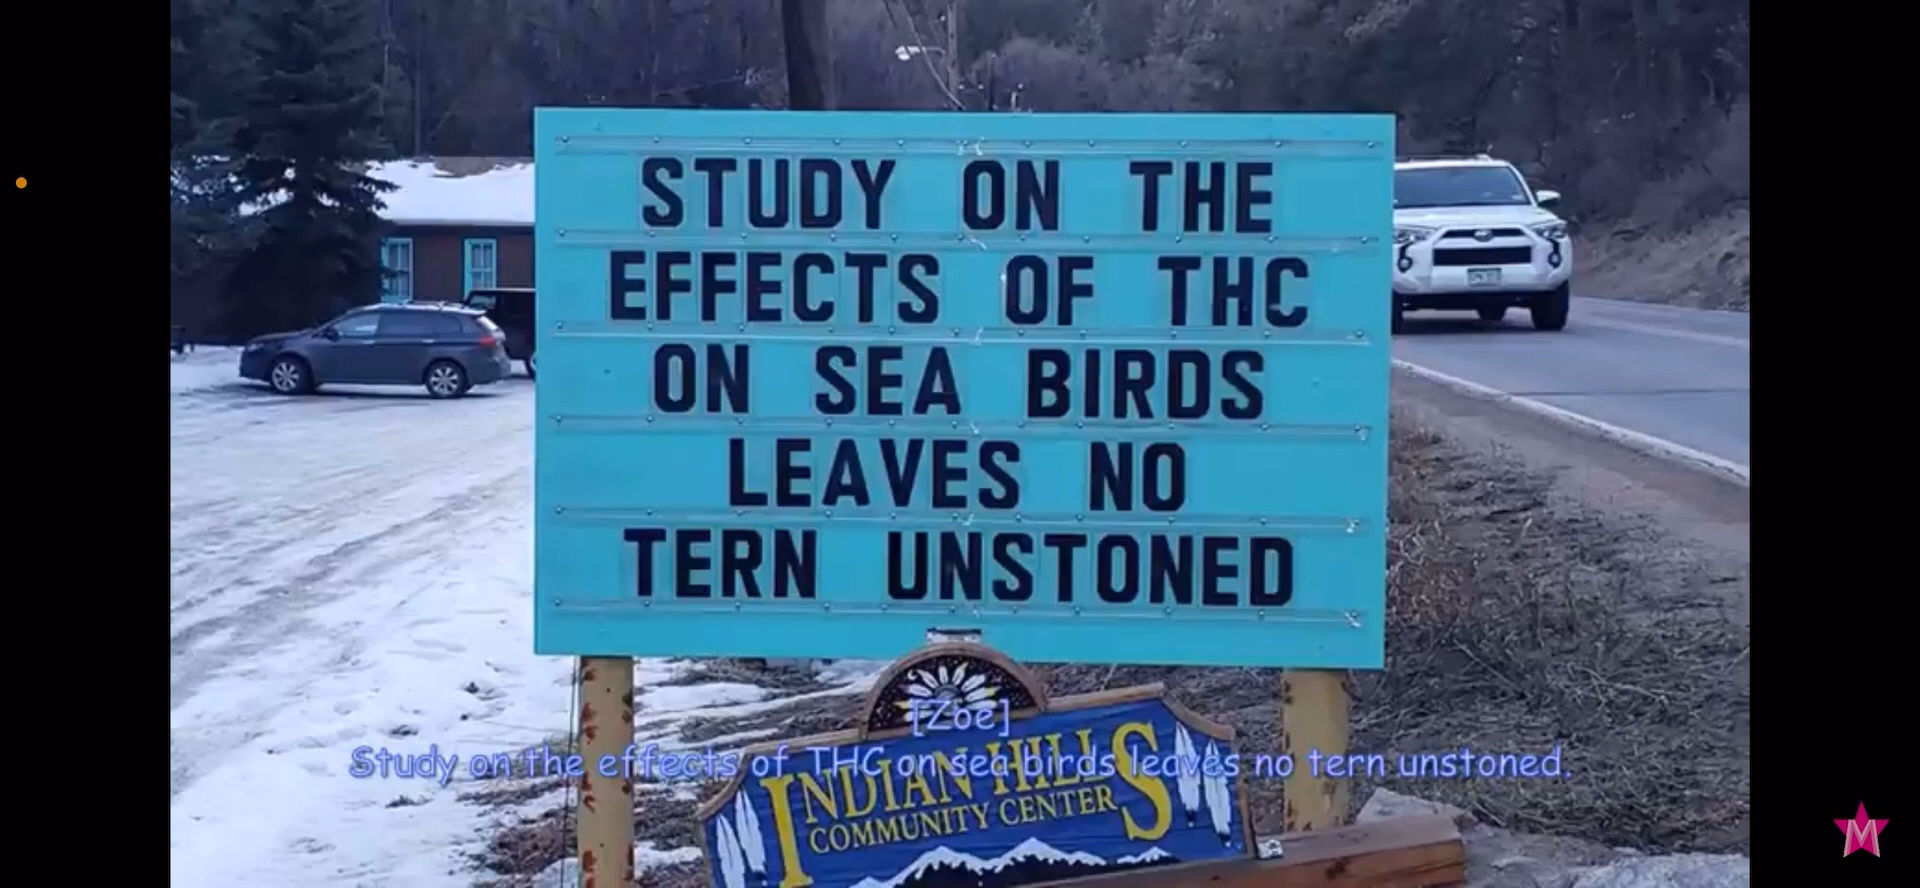 STUDY ON THE
EFFECTS OF THC
ON SEA BIRDS
LEAVES NO
TERN UNSTONED
[Zoe]
Study on the effects of THC on sea birds leaves no tern unstoned.
INDIAN HILLS
COMMUNITY CENTER
M